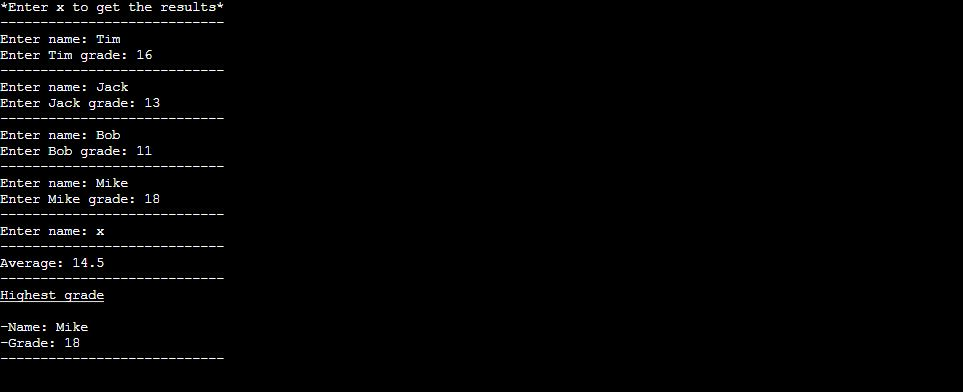 *Enter x to get the results*
----------------------------
Enter name: Tim
Enter Tim grade: 16
----------------------------
Enter name: Jack
Enter Jack grade: 13
----------------------------
Enter name: Bob
Enter Bob grade: 11
----------------------------
Enter name: Mike
Enter Mike grade: 18
----------------------------
Enter name: x
----------------------------
Average: 14.5
----------------------------
Highest grade
-Name: Mike
-Grade: 18
----------------------------